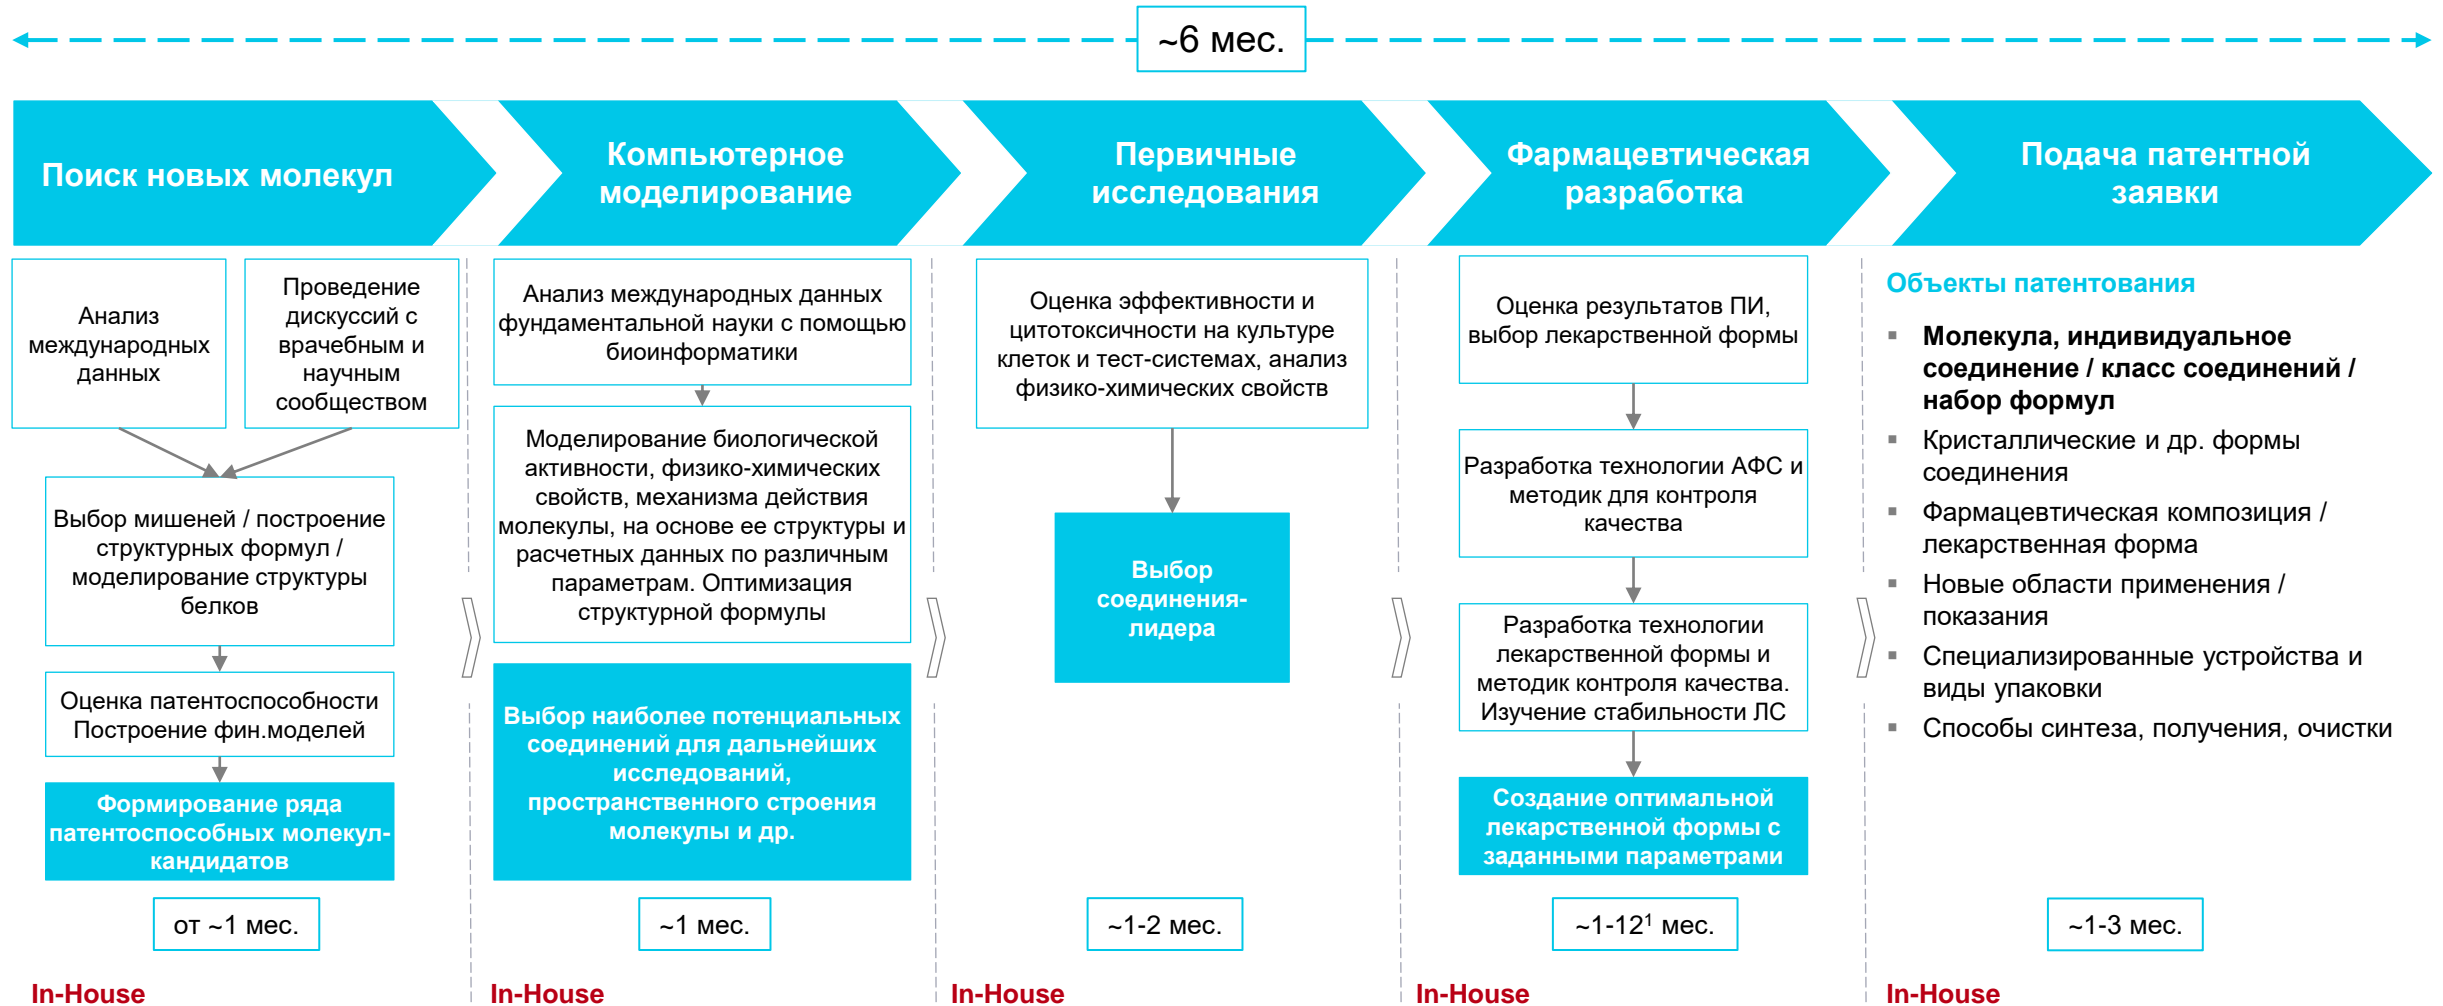 ~6 мес.
Поиск новых молекул
Компьютерное
моделирование
Первичные
исследования
Фармацевтическая
разработка
Подача патентной
заявки
Анализ
международных
данных
Проведение
дискуссий с
врачебным и
научным
сообществом
Выбор мишеней / построение
структурных формул /
моделирование структуры
белков
Оценка патентоспособности
Построение фин.моделей
Формирование ряда
патентоспособных молекул-
кандидатов
от ~1 мес.
In-House
Анализ международных данных
фундаментальной науки с помощью
биоинформатики
Моделирование биологической
активности, физико-химических
свойств, механизма действия
молекулы, на основе ее структуры и
расчетных данных по различным
параметрам. Оптимизация
структурной формулы
Выбор наиболее потенциальных
соединений для дальнейших
исследований,
пространственного строения
молекулы и др.
~1 мес.
In-House
Оценка эффективности и
цитотоксичности на культуре
клеток и тест-системах, анализ
физико-химических свойств
Выбор
соединения-
лидера
~1-2 мес.
In-House
Оценка результатов ПИ,
выбор лекарственной формы
Разработка технологии АФС и
методик для контроля
качества
Разработка технологии
лекарственной формы и
методик контроля качества.
Изучение стабильности ЛС
Создание оптимальной
лекарственной формы с
заданными параметрами
~1-12¹ мес.
In-House
Объекты патентования
▪ Молекула, индивидуальное
соединение / класс соединений /
набор формул
▪ Кристаллические и др. формы
соединения
▪ Фармацевтическая композиция /
лекарственная форма
▪ Новые области применения /
показания
▪ Специализированные устройства и
виды упаковки
▪ Способы синтеза, получения, очистки
~1-3 мес.
In-House